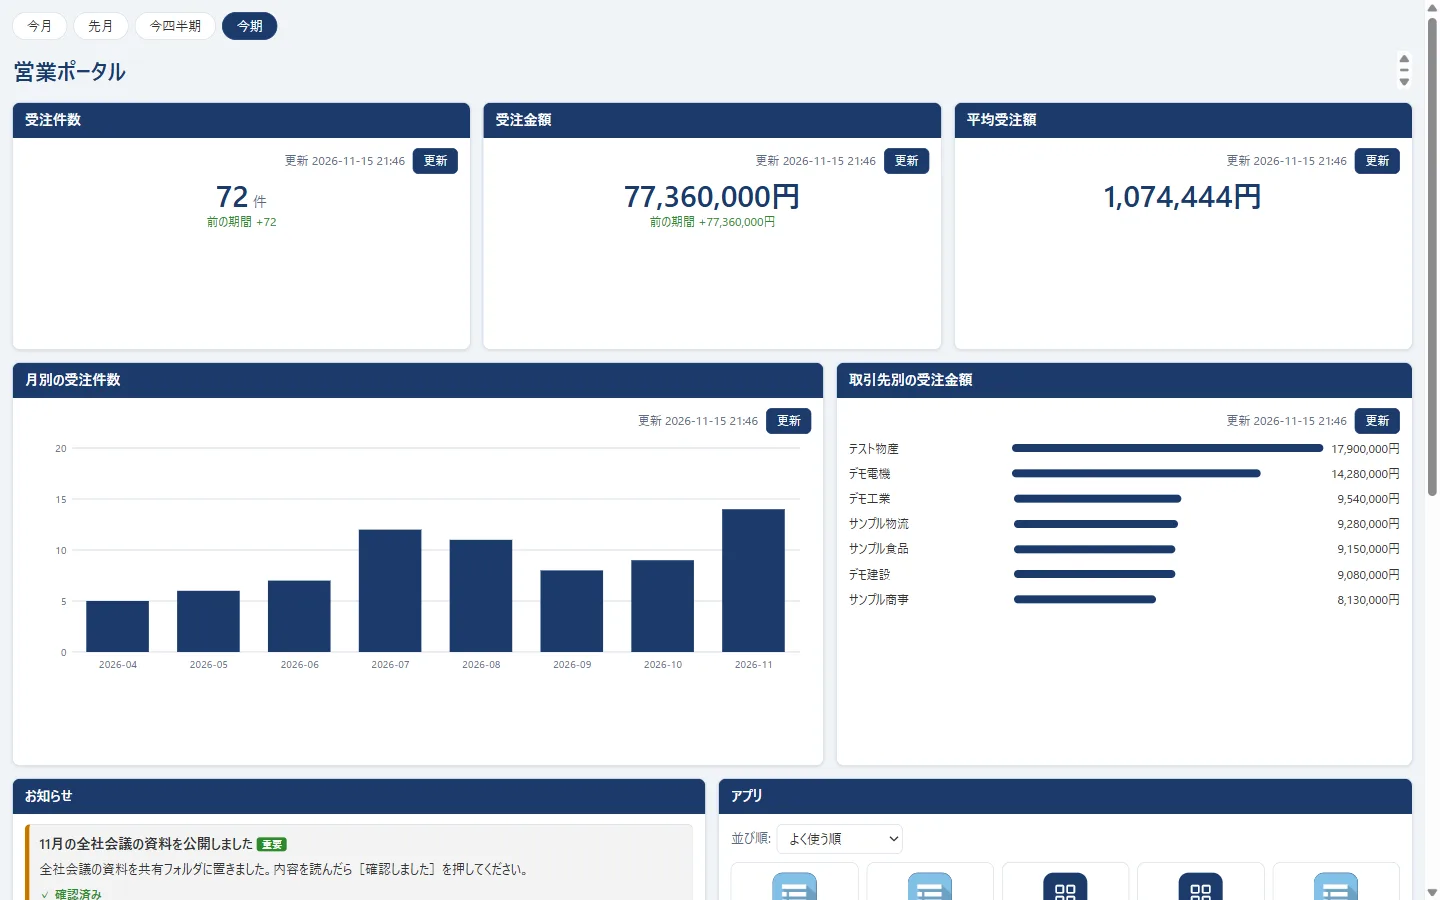 今月 先月 今四半期 今期
営業ポータル
受注件数
更新 2026-11-15 21:46 更新
72 件
前の期間 +72
受注金額
更新 2026-11-15 21:46 更新
77,360,000円
前の期間 +77,360,000円
平均受注額
更新 2026-11-15 21:46 更新
1,074,444円
月別の受注件数
更新 2026-11-15 21:46 更新
20
15
10
5
0
2026-04 2026-05 2026-06 2026-07 2026-08 2026-09 2026-10 2026-11
取引先別の受注金額
更新 2026-11-15 21:46 更新
テスト物産 17,900,000円
デモ電機 14,280,000円
デモ工業 9,540,000円
サンプル物流 9,280,000円
サンプル食品 9,150,000円
デモ建設 9,080,000円
サンプル商事 8,130,000円
お知らせ
11月の全社会議の資料を公開しました 重要
全社会議の資料を共有フォルダに置きました。内容を読んだら［確認しました］を押してください。
✓ 確認済み
アプリ
並び順: よく使う順